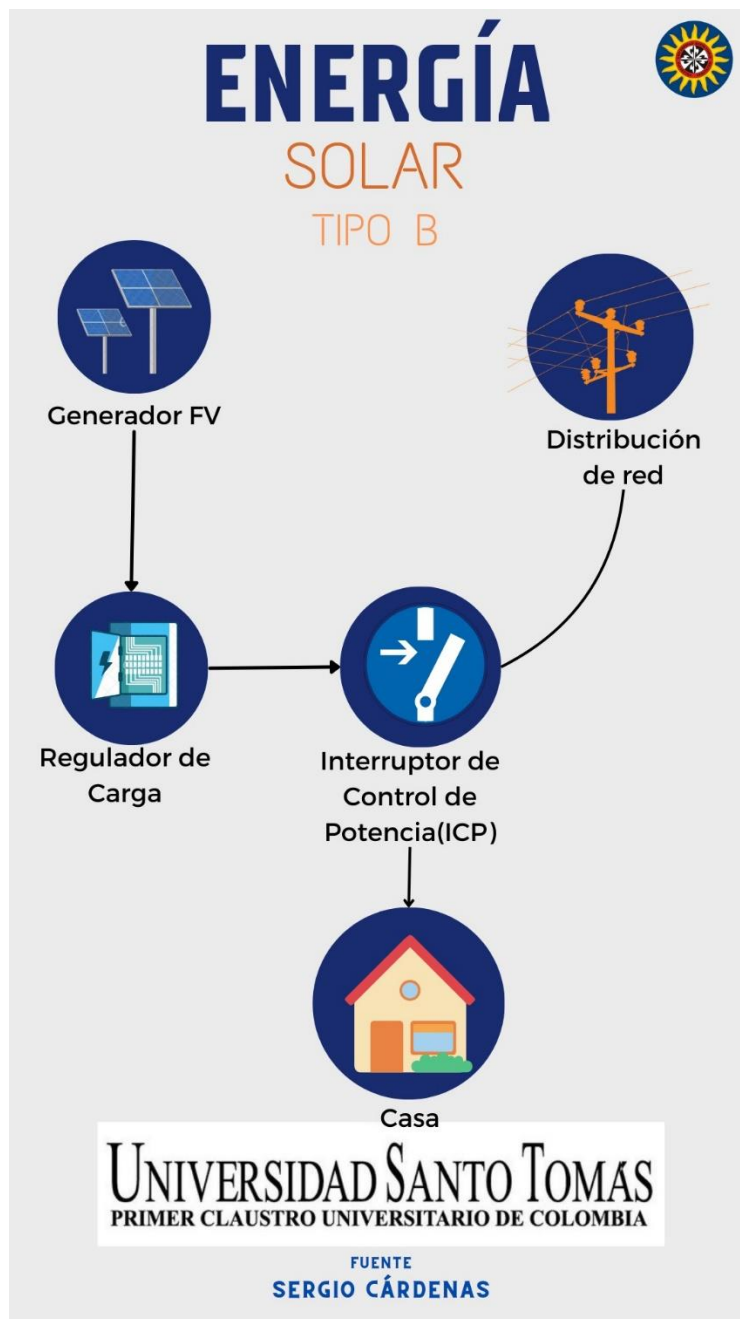 ENERGÍA
SOLAR
TIPO B
Generador FV
Distribución
de red
Regulador de
Carga
Interruptor de
Control de
Potencia(ICP)
Casa
UNIVERSIDAD SANTO TOMÁS
PRIMER CLAUSTRO UNIVERSITARIO DE COLOMBIA
FUENTE
SERGIO CÁRDENAS